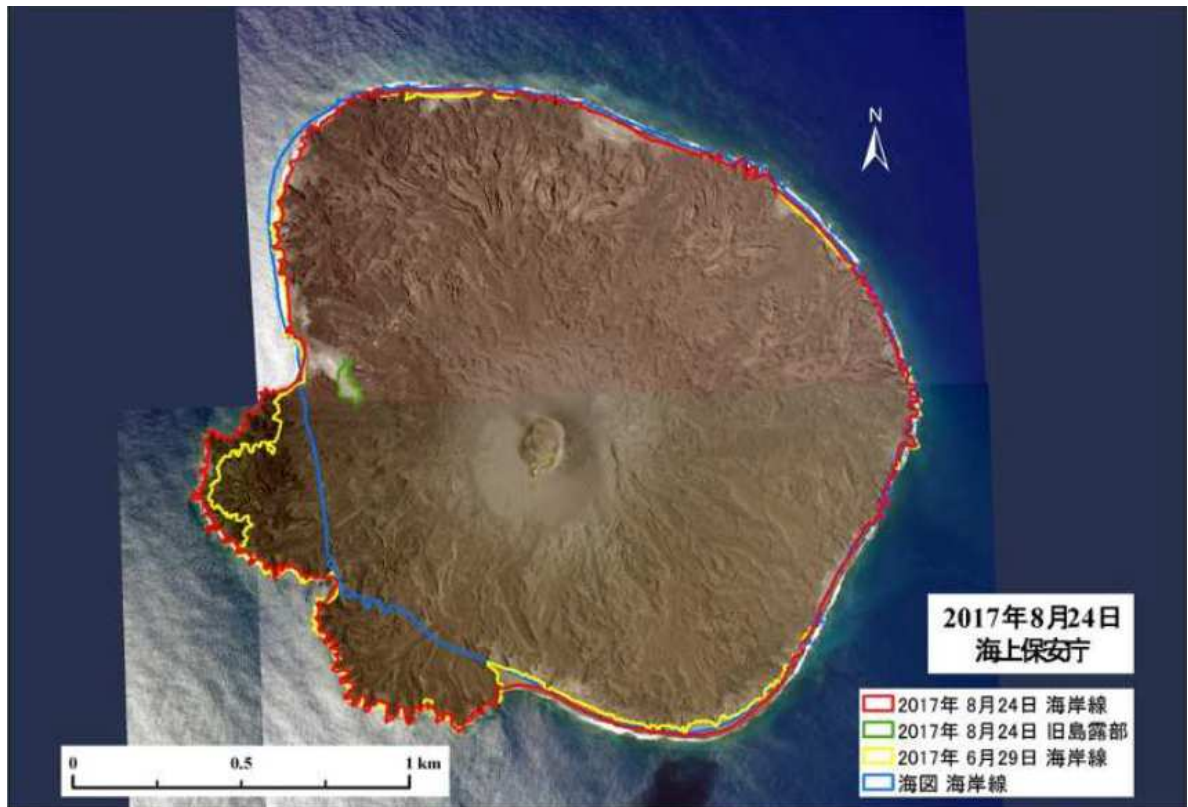 N
2017年8月24日
海上保安庁
2017年 8月24日 海岸線
2017年 8月24日 旧島露部
2017年 6月29日 海岸線
海図 海岸線
0 0.5 1 km